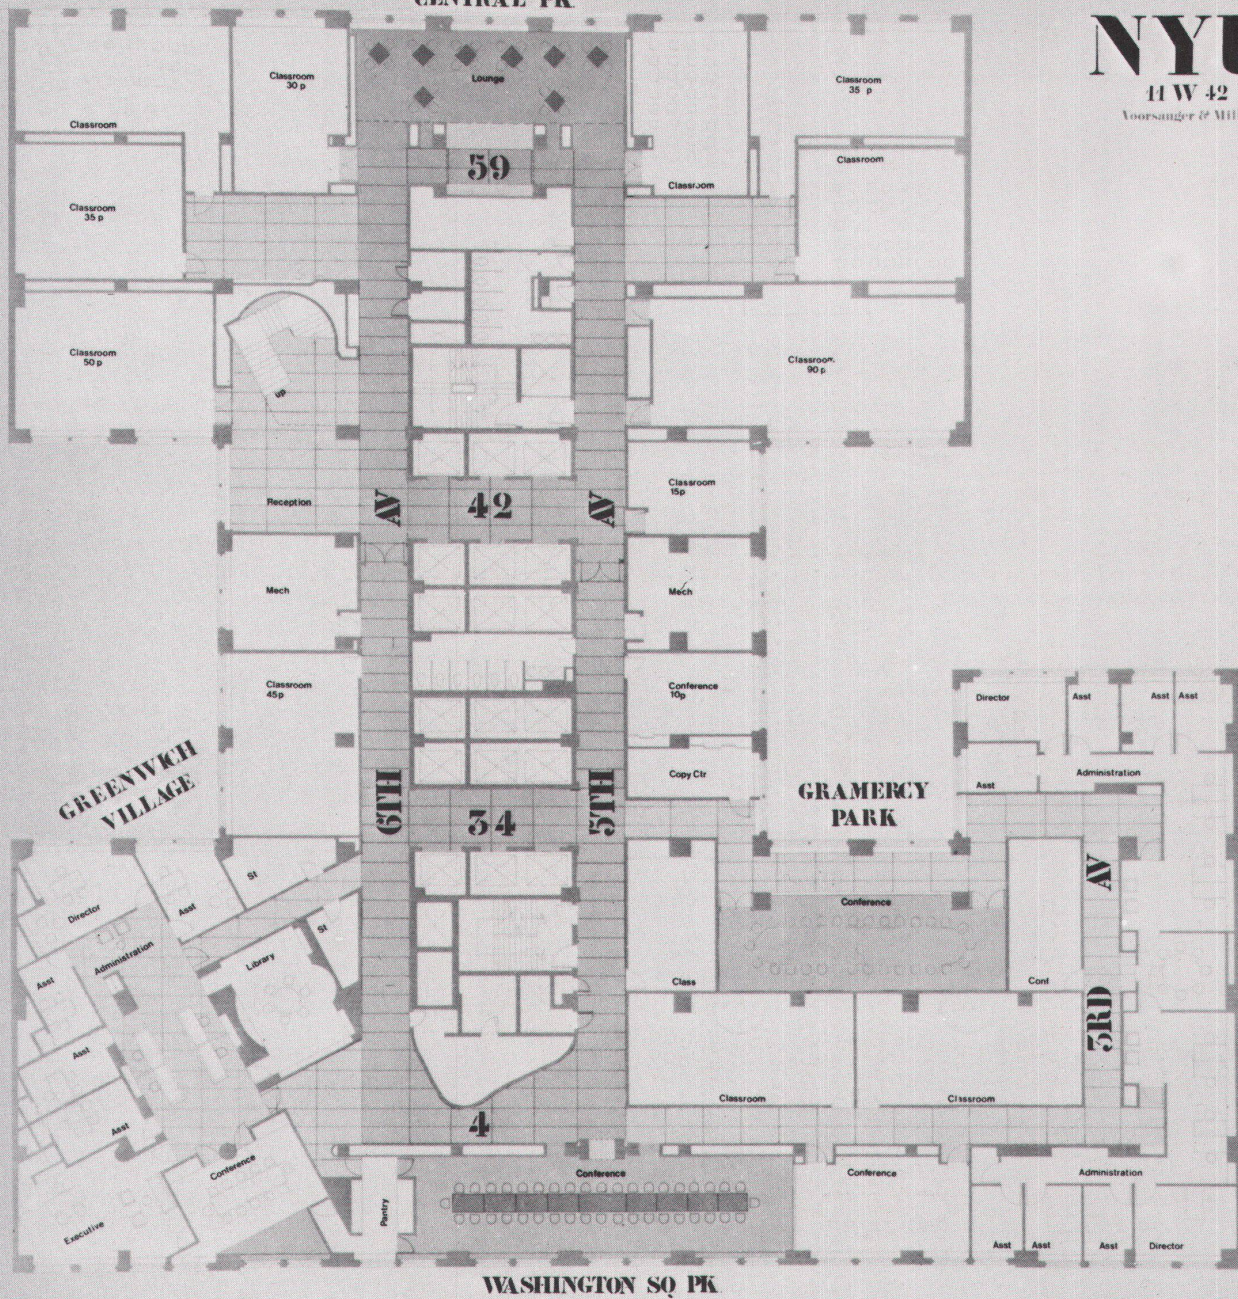 CENTRAL PK
NYU
11 W 42
Voorsanger & Mill
Classroom
30 p
Lounge
Classroom
35 p
Classroom
59
Classroom
Classroom
Classroom
35 p
Classroom
50 p
up
Classroom
90 p
Reception
AV
42
AV
Classroom
15p
Mech
Mech
Classroom
45p
Conference
10p
Director
Asst
Asst
Asst
GREENWICH
VILLAGE
6TH
34
5TH
Copy Ctr
GRAMERCY
PARK
Asst
Administration
St
Director
Asst
Administration
St
Library
Asst
Asst
Asst
Conference
Executive
Class
Conference
Conf
AV
3RD
Classroom
Classroom
4
Pantry
Conference
Conference
Administration
Asst
Asst
Asst
Director
WASHINGTON SQ PK